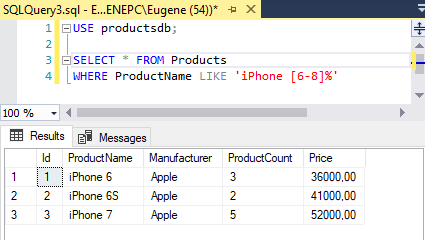 SQLQuery3.sql - E...ENEPC\Eugene (54))*
1 USE productsdb;
2
3 SELECT * FROM Products
4 WHERE ProductName LIKE 'iPhone [6-8]%'
100 %
Results Messages
Id ProductName Manufacturer ProductCount Price
1 1 iPhone 6 Apple 3 36000,00
2 2 iPhone 6S Apple 2 41000,00
3 3 iPhone 7 Apple 5 52000,00